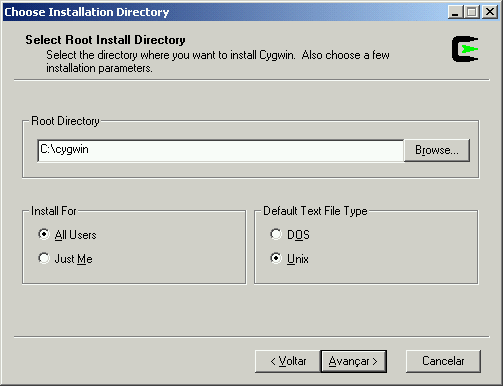 Choose Installation Directory
Select Root Install Directory
Select the directory where you want to install Cygwin. Also choose a few
installation parameters.
Root Directory
C:\cygwin
Browse...
Install For
All Users
Just Me
Default Text File Type
DOS
Unix
< Voltar
Avançar >
Cancelar